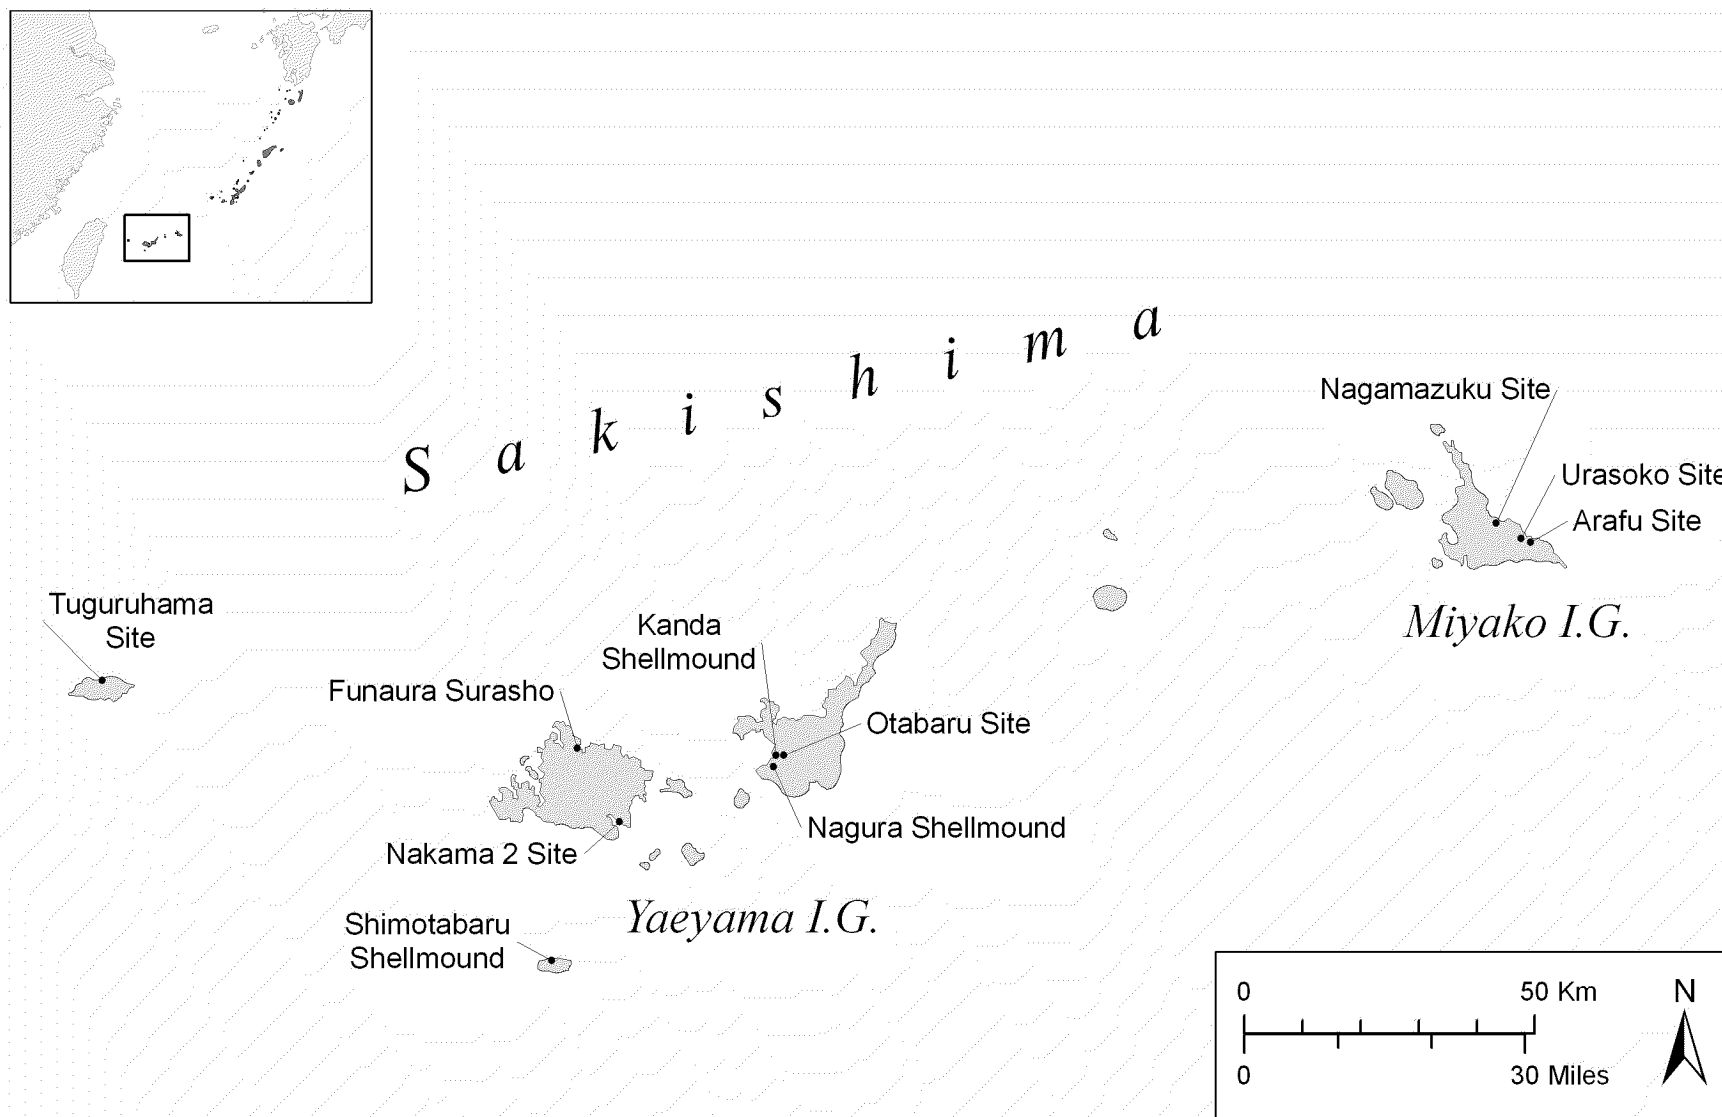 Sakishima
Nagamazuku Site
Urasoko Site
Arafu Site
Miyako I.G.
Tuguruhama
Site
Kanda
Shellmound
Funaura Surasho
Otabaru Site
Nagura Shellmound
Nakama 2 Site
Yaeyama I.G.
Shimotabaru
Shellmound
0 50 Km
N
0 30 Miles